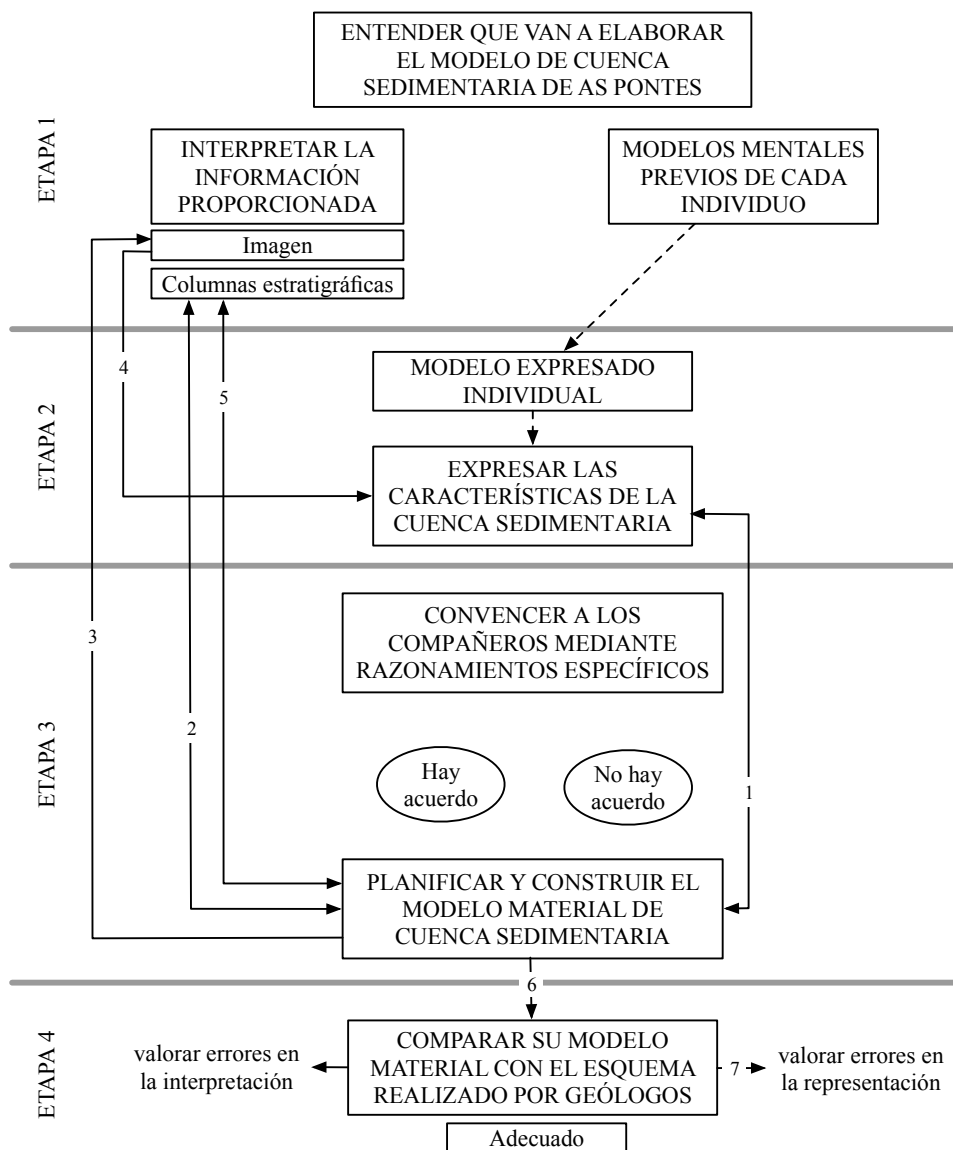 ENTENDER QUE VAN A ELABORAR
EL MODELO DE CUENCA
SEDIMENTARIA DE AS PONTES
ETAPA 1
INTERPRETAR LA
INFORMACIÓN
PROPORCIONADA
MODELOS MENTALES
PREVIOS DE CADA
INDIVIDUO
Imagen
Columnas estratigráficas
ETAPA 2
4
5
MODELO EXPRESADO
INDIVIDUAL
EXPRESAR LAS
CARACTERÍSTICAS DE LA
CUENCA SEDIMENTARIA
ETAPA 3
3
2
1
CONVENCER A LOS
COMPAÑEROS MEDIANTE
RAZONAMIENTOS ESPECÍFICOS
Hay
acuerdo
No hay
acuerdo
PLANIFICAR Y CONSTRUIR EL
MODELO MATERIAL DE
CUENCA SEDIMENTARIA
6
ETAPA 4
valorar errores en
la interpretación
COMPARAR SU MODELO
MATERIAL CON EL ESQUEMA
REALIZADO POR GEÓLOGOS
7
valorar errores en
la representación
Adecuado